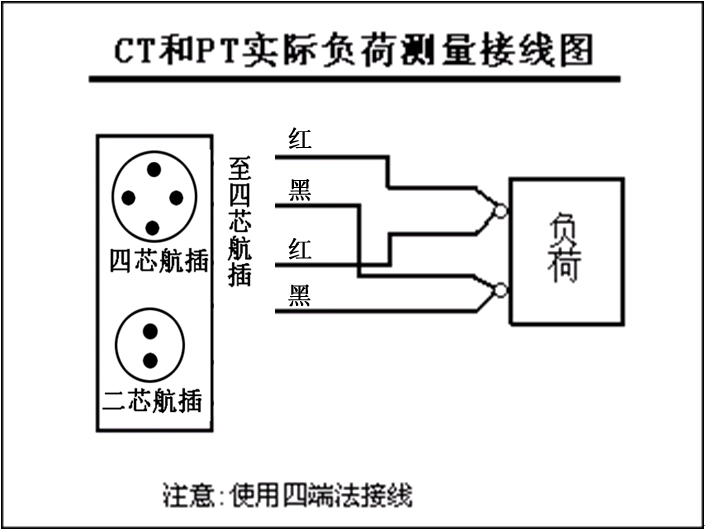 CT和PT实际负荷测量接线图
红
黑
红
黑
至四芯航插
四芯航插
二芯航插
负荷
注意:使用四端法接线